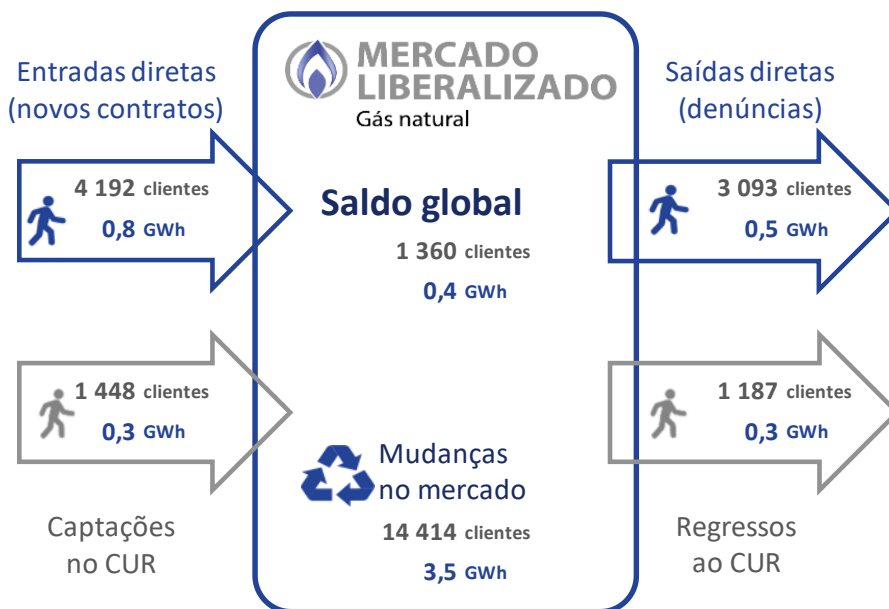 Entradas diretas
(novos contratos)
4 192 clientes
0,8 GWh
1 448 clientes
0,3 GWh
Captações
no CUR
MERCADO
LIBERALIZADO
Gás natural
Saldo global
1 360 clientes
0,4 GWh
Mudanças
no mercado
14 414 clientes
3,5 GWh
Saídas diretas
(denúncias)
3 093 clientes
0,5 GWh
1 187 clientes
0,3 GWh
Regressos
ao CUR